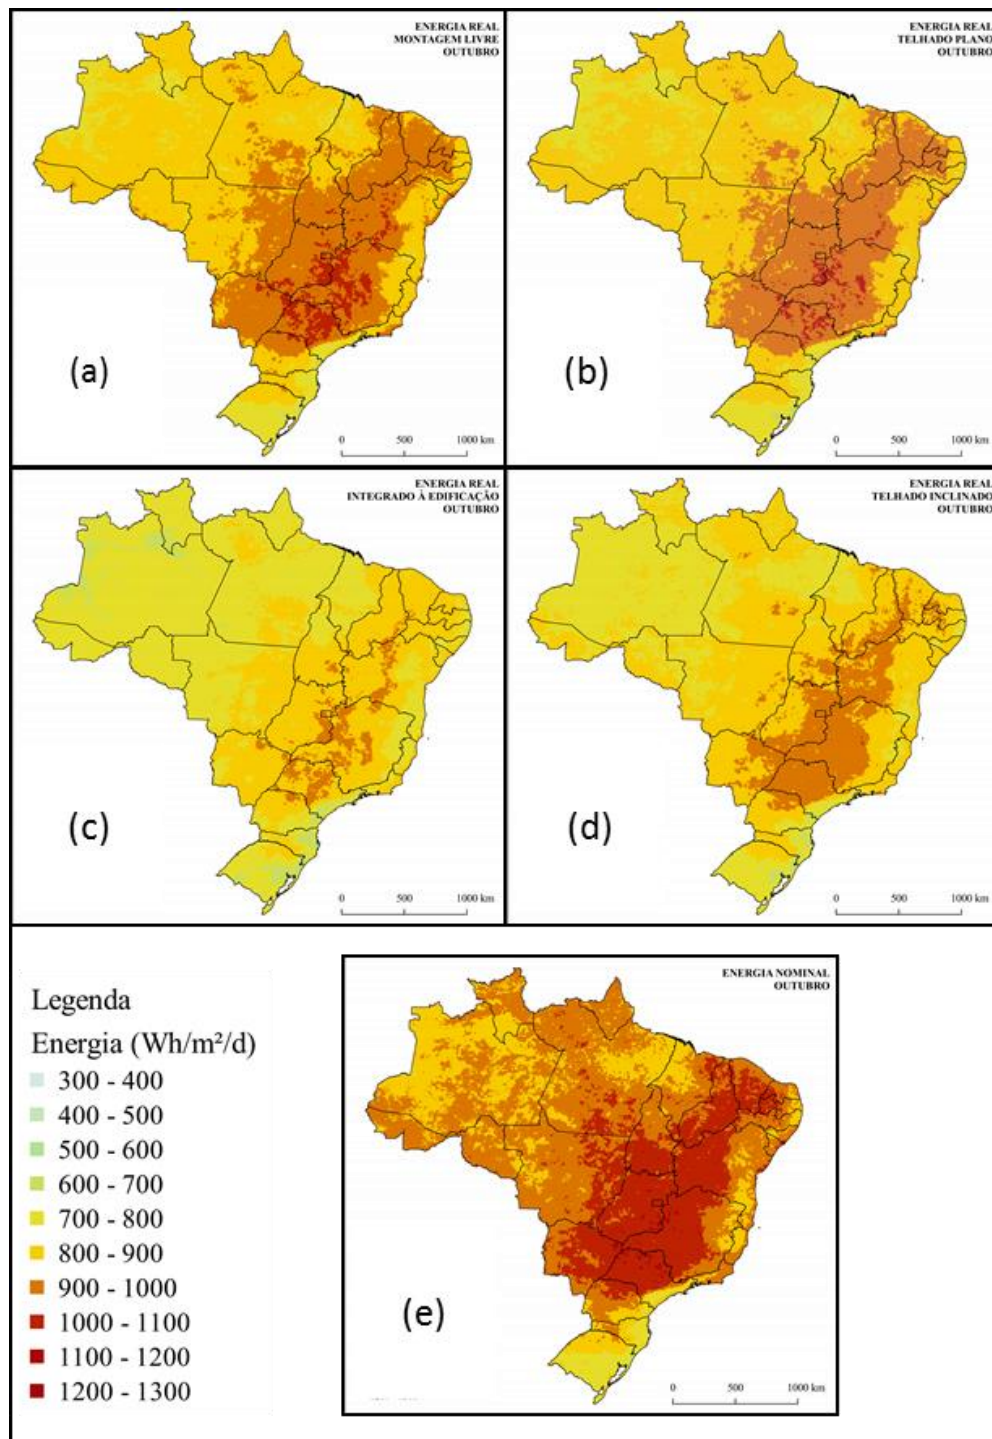 ENERGIA REAL
MONTAGEM LIVRE
OUTUBRO
(a)
0 500 1000 km
ENERGIA REAL
TELHADO PLANO
OUTUBRO
(b)
0 500 1000 km
ENERGIA REAL
INTEGRADO À EDIFICAÇÃO
OUTUBRO
(c)
0 500 1000 km
ENERGIA REAL
TELHADO INCLINADO
OUTUBRO
(d)
0 500 1000 km
Legenda
Energia (Wh/m²/d)
300 - 400
400 - 500
500 - 600
600 - 700
700 - 800
800 - 900
900 - 1000
1000 - 1100
1100 - 1200
1200 - 1300
ENERGIA NOMINAL
OUTUBRO
(e)
0 500 1000 km